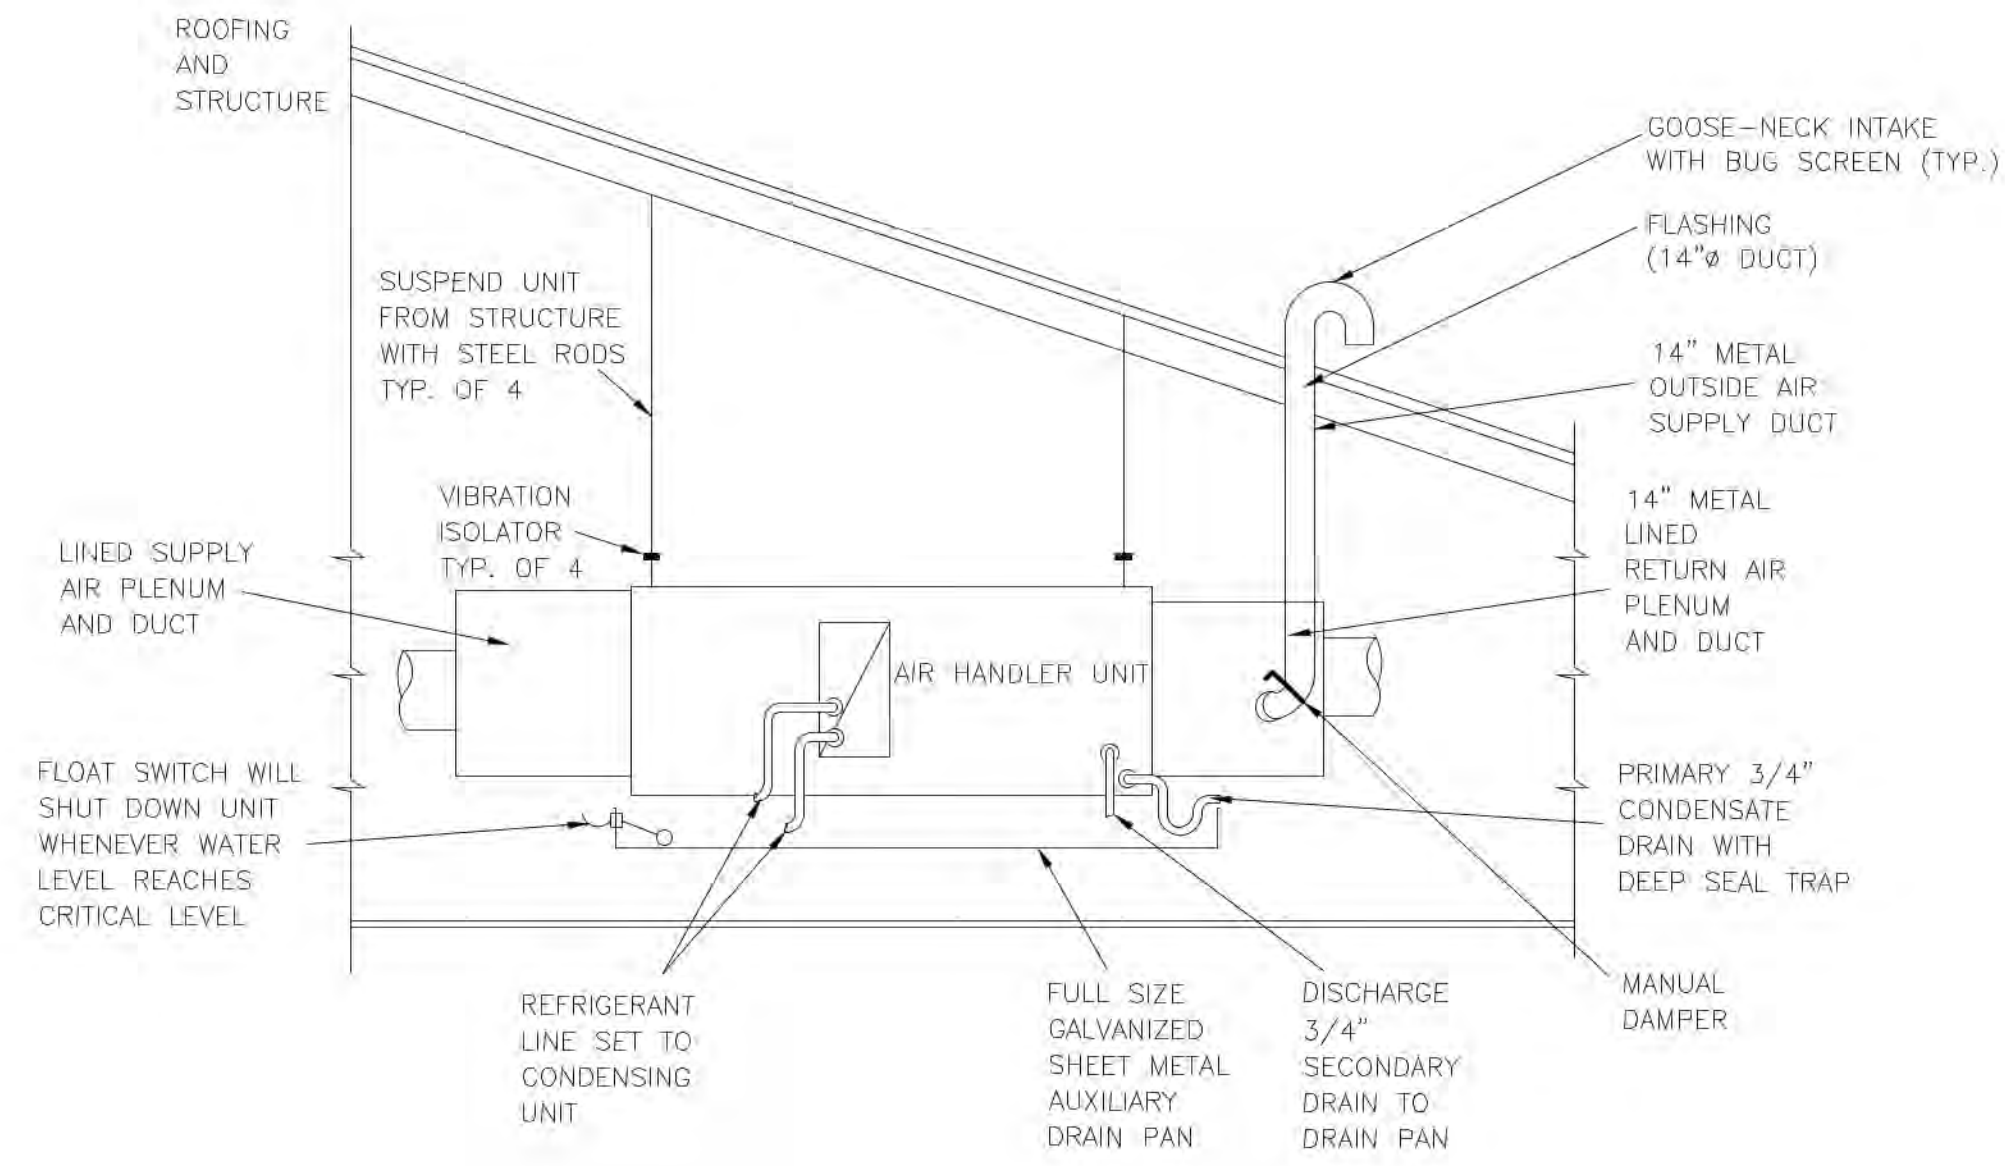 ROOFING
AND
STRUCTURE
GOOSE-NECK INTAKE
WITH BUG SCREEN (TYP.)
FLASHING
(14"ø DUCT)
SUSPEND UNIT
FROM STRUCTURE
WITH STEEL RODS
TYP. OF 4
14" METAL
OUTSIDE AIR
SUPPLY DUCT
VIBRATION
ISOLATOR
TYP. OF 4
14" METAL
LINED
RETURN AIR
PLENUM
AND DUCT
LINED SUPPLY
AIR PLENUM
AND DUCT
AIR HANDLER UNIT
FLOAT SWITCH WILL
SHUT DOWN UNIT
WHENEVER WATER
LEVEL REACHES
CRITICAL LEVEL
PRIMARY 3/4"
CONDENSATE
DRAIN WITH
DEEP SEAL TRAP
REFRIGERANT
LINE SET TO
CONDENSING
UNIT
FULL SIZE
GALVANIZED
SHEET METAL
AUXILIARY
DRAIN PAN
DISCHARGE
3/4"
SECONDARY
DRAIN TO
DRAIN PAN
MANUAL
DAMPER